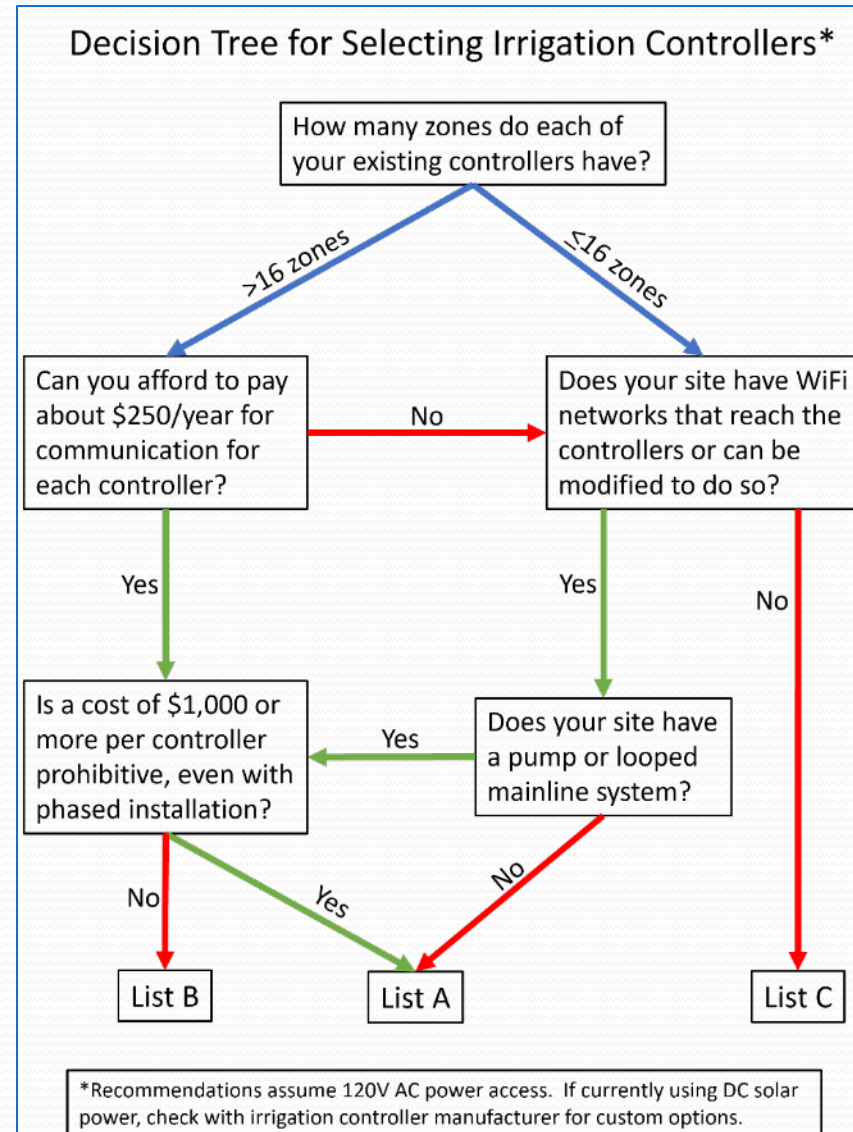 Decision Tree for Selecting Irrigation Controllers*
How many zones do each of
your existing controllers have?
>16 zones
≤16 zones
Can you afford to pay
about $250/year for
communication for
each controller?
No
Does your site have WiFi
networks that reach the
controllers or can be
modified to do so?
Yes
Yes
No
Is a cost of $1,000 or
more per controller
prohibitive, even with
phased installation?
Yes
Does your site have
a pump or looped
mainline system?
No
Yes
No
List B
List A
List C
*Recommendations assume 120V AC power access.  If currently using DC solar
power, check with irrigation controller manufacturer for custom options.